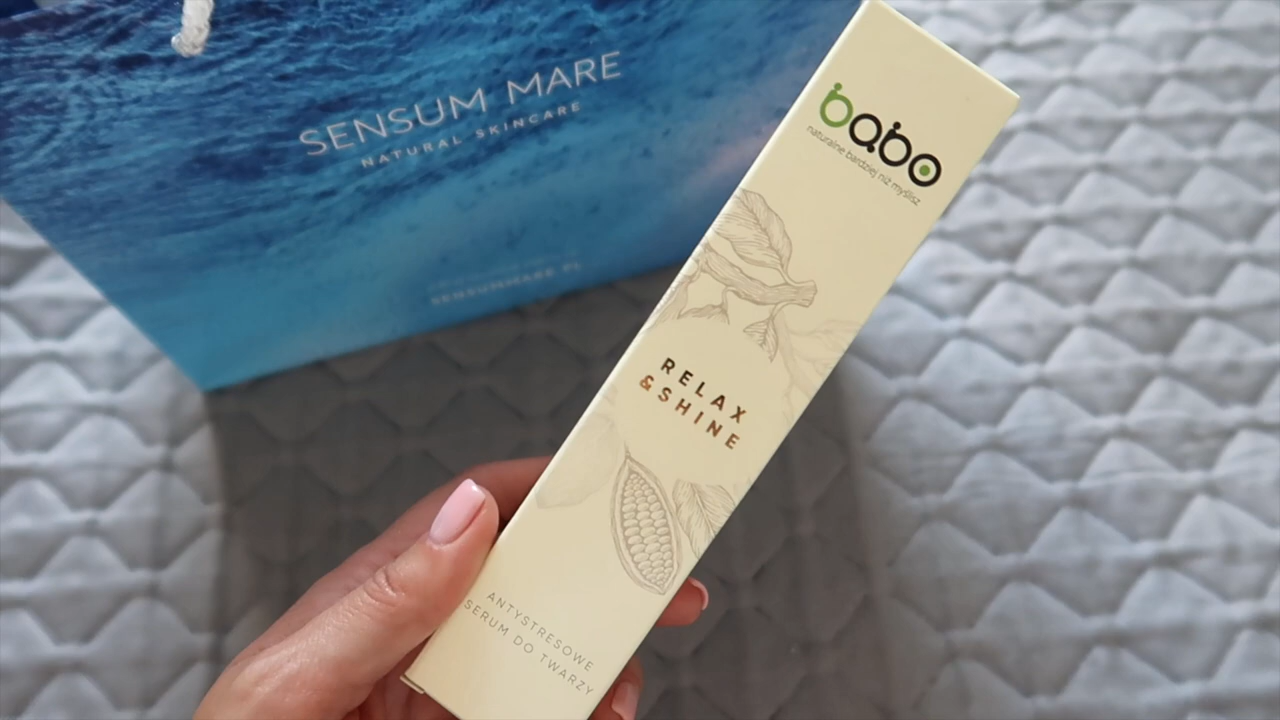 SENSUM MARE
NATURAL SKINCARE
SENSUMMARE.PL
babo
naturalne bardziej niż myślisz
RELAX
&SHINE
ANTYSTRESOWE
SERUM DO TWARZY